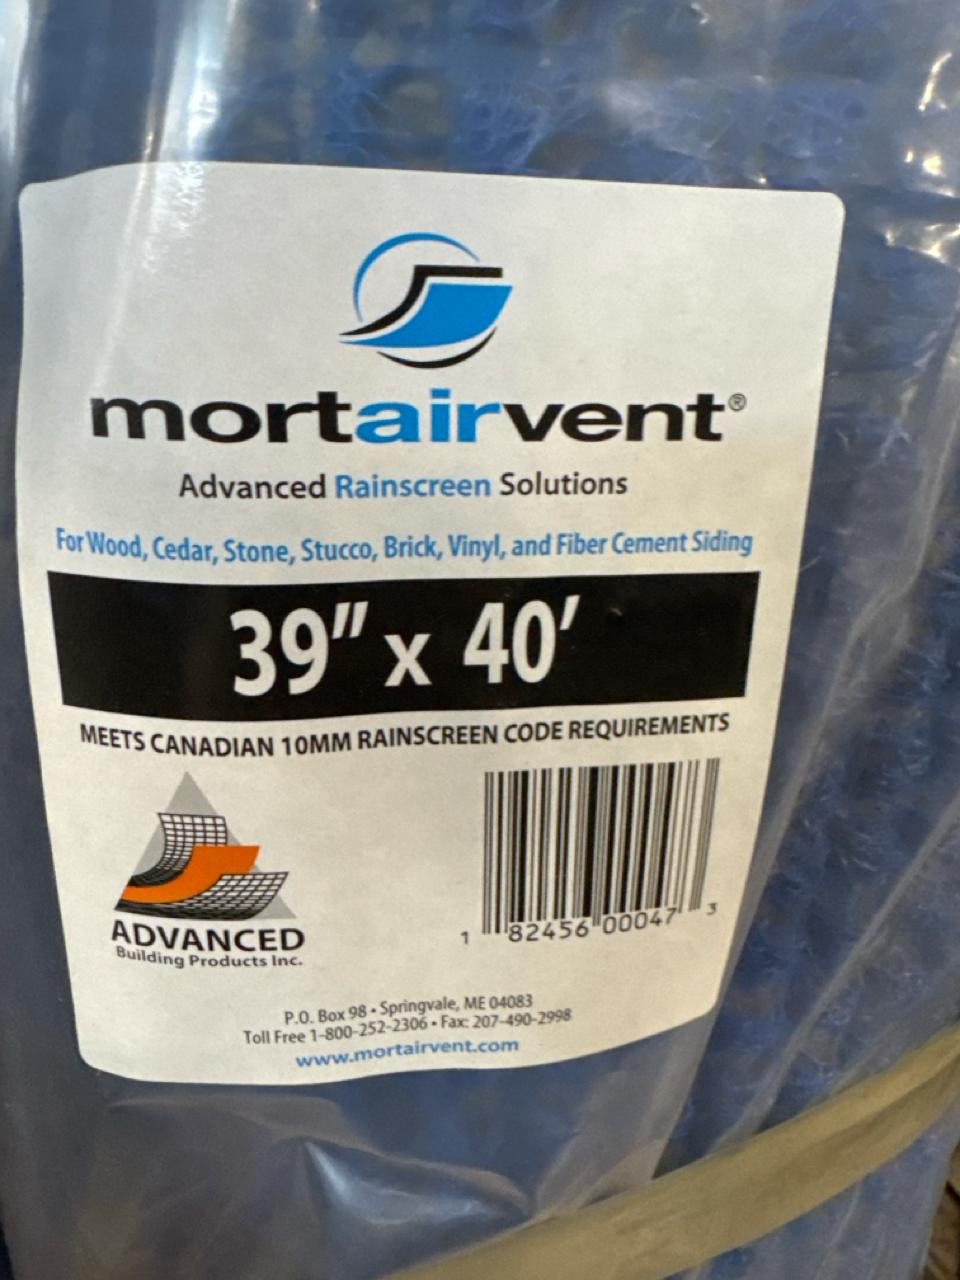 mortairvent®
Advanced Rainscreen Solutions
For Wood, Cedar, Stone, Stucco, Brick, Vinyl, and Fiber Cement Siding
39" x 40'
MEETS CANADIAN 10MM RAINSCREEN CODE REQUIREMENTS
1 82456 00047 3
ADVANCED
Building Products Inc.
P.O. Box 98 • Springvale, ME 04083
Toll Free 1-800-252-2306 • Fax: 207-490-2998
www.mortairvent.com